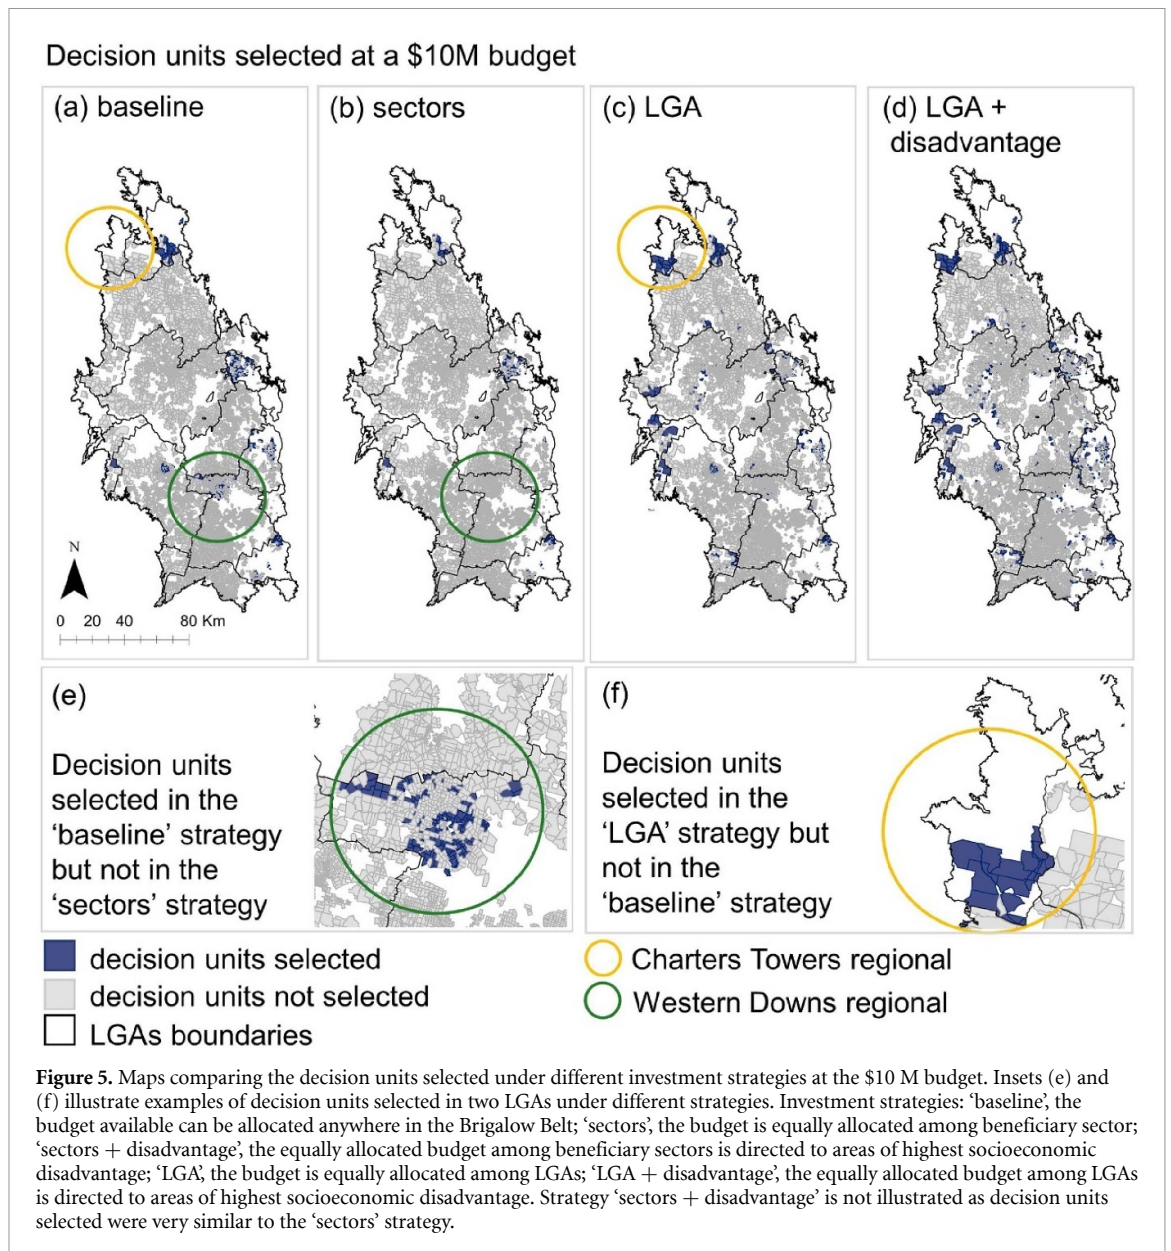 Decision units selected at a $10M budget
(a) baseline
(b) sectors
(c) LGA
(d) LGA +
disadvantage
N
0 20 40 80 Km
(e)
Decision units
selected in the
‘baseline’ strategy
but not in the
‘sectors’ strategy
(f)
Decision units
selected in the
‘LGA’ strategy but
not in the
‘baseline’ strategy
decision units selected
decision units not selected
LGAs boundaries
Charters Towers regional
Western Downs regional
Figure 5. Maps comparing the decision units selected under different investment strategies at the $10 M budget. Insets (e) and
(f) illustrate examples of decision units selected in two LGAs under different strategies. Investment strategies: ‘baseline’, the
budget available can be allocated anywhere in the Brigalow Belt; ‘sectors’, the budget is equally allocated among beneficiary sector;
‘sectors + disadvantage’, the equally allocated budget among beneficiary sectors is directed to areas of highest socioeconomic
disadvantage; ‘LGA’, the budget is equally allocated among LGAs; ‘LGA + disadvantage’, the equally allocated budget among LGAs
is directed to areas of highest socioeconomic disadvantage. Strategy ‘sectors + disadvantage’ is not illustrated as decision units
selected were very similar to the ‘sectors’ strategy.